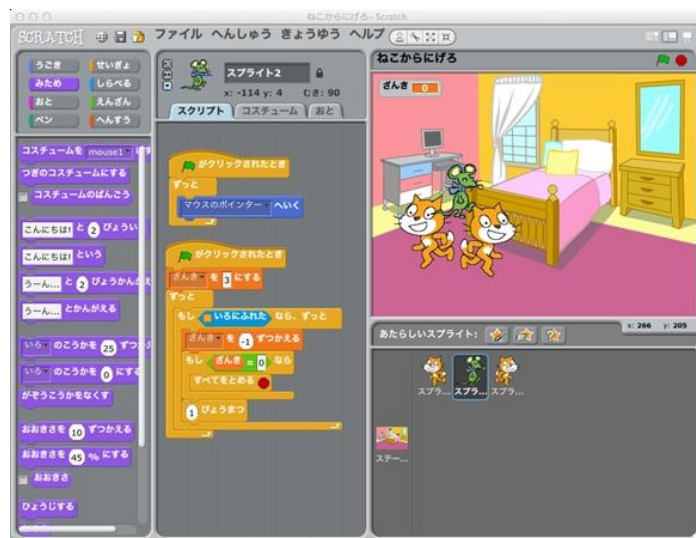 ねこからにげろ- Scratch
SCRATCH ファイル へんしゅう きょうゆう ヘルプ
うごき せいぎょ
みため しらべる
おと えんざん
ペン へんすう
コスチュームを mouse1 にす
つぎのコスチュームにする
コスチュームのばんごう
こんにちは! と 2 びょうい
こんにちは! という
うーん... と 2 びょうかんが
うーん... とかんがえる
いろ のこうかを 25 ずつか
いろ のこうかを 0 にする
がぞうこうかをなくす
おおきさを 10 ずつかえる
おおきさを 45 % にする
おおきさ
ひょうじする
スプライト2
x: -114 y: 4 むき: 90
スクリプト コスチューム おと
がクリックされたとき
ずっと
マウスのポインター へいく
がクリックされたとき
ざんき を 3 にする
ずっと
もし いろにふれた なら、ずっと
ざんき を -1 ずつかえる
もし ざんき = 0 なら
すべてをとめる
1 びょうまつ
ねこからにげろ
ざんき 0
x: 266 y: 205
あたらしいスプライト:
スプラ... スプラ... スプラ...
ステー...